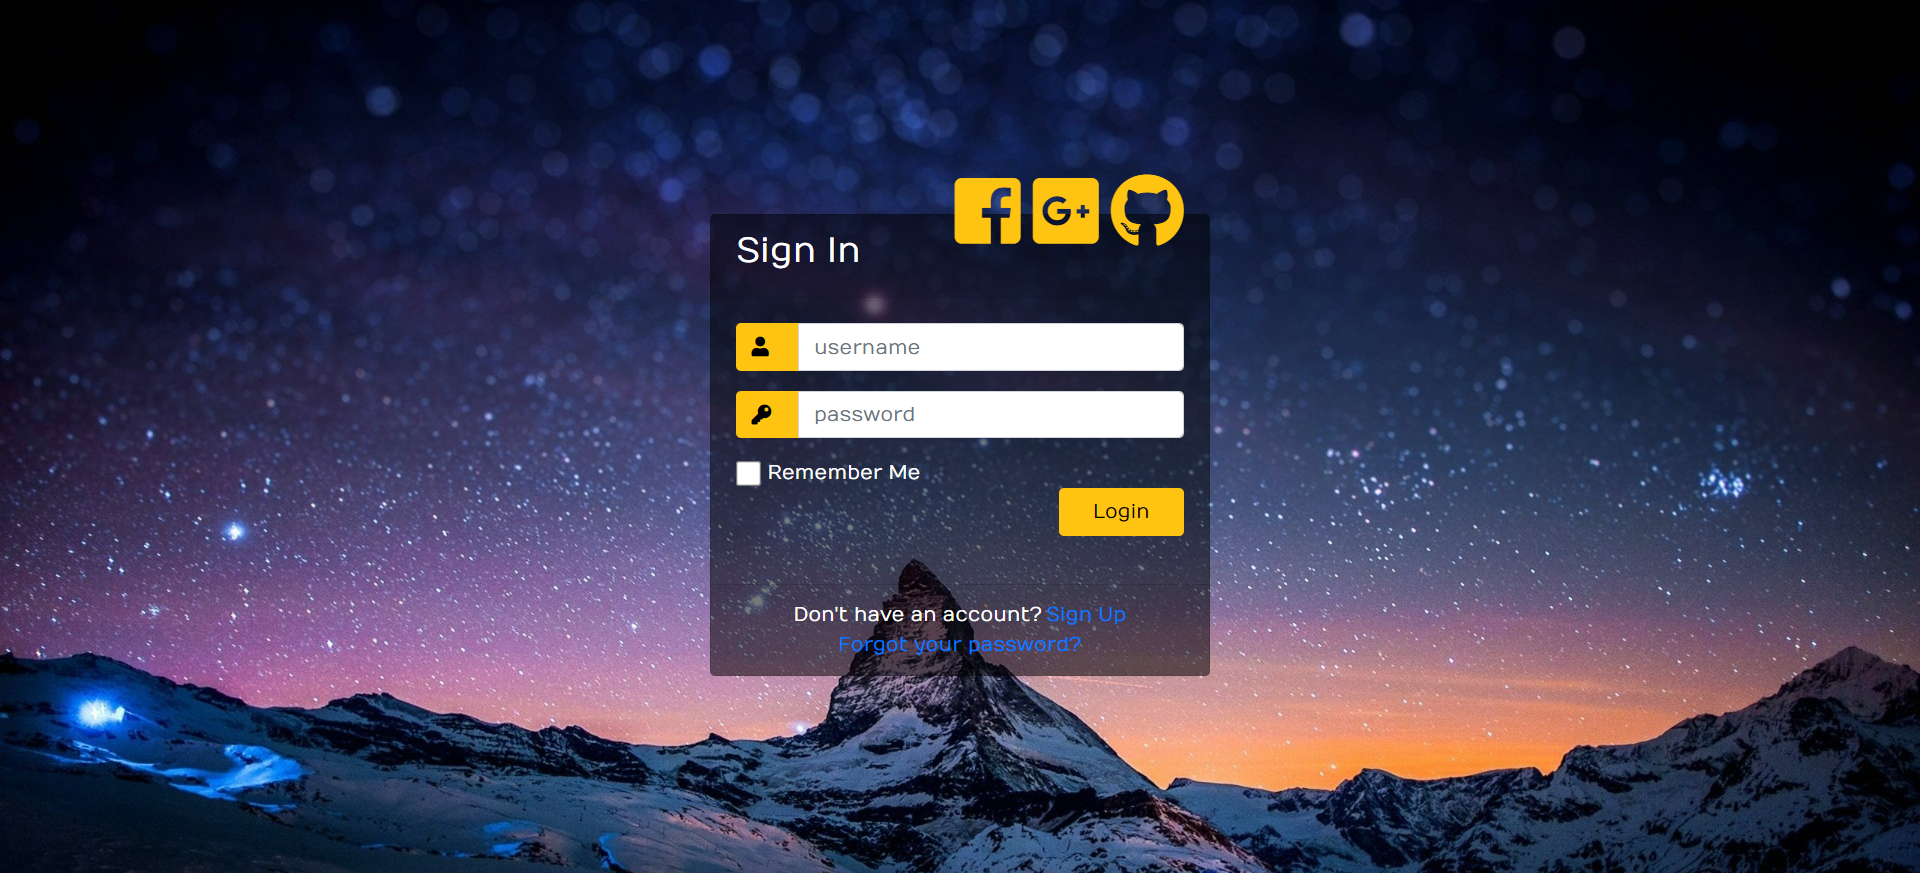 Sign In
username
password
Remember Me
Login
Don't have an account? Sign Up
Forgot your password?